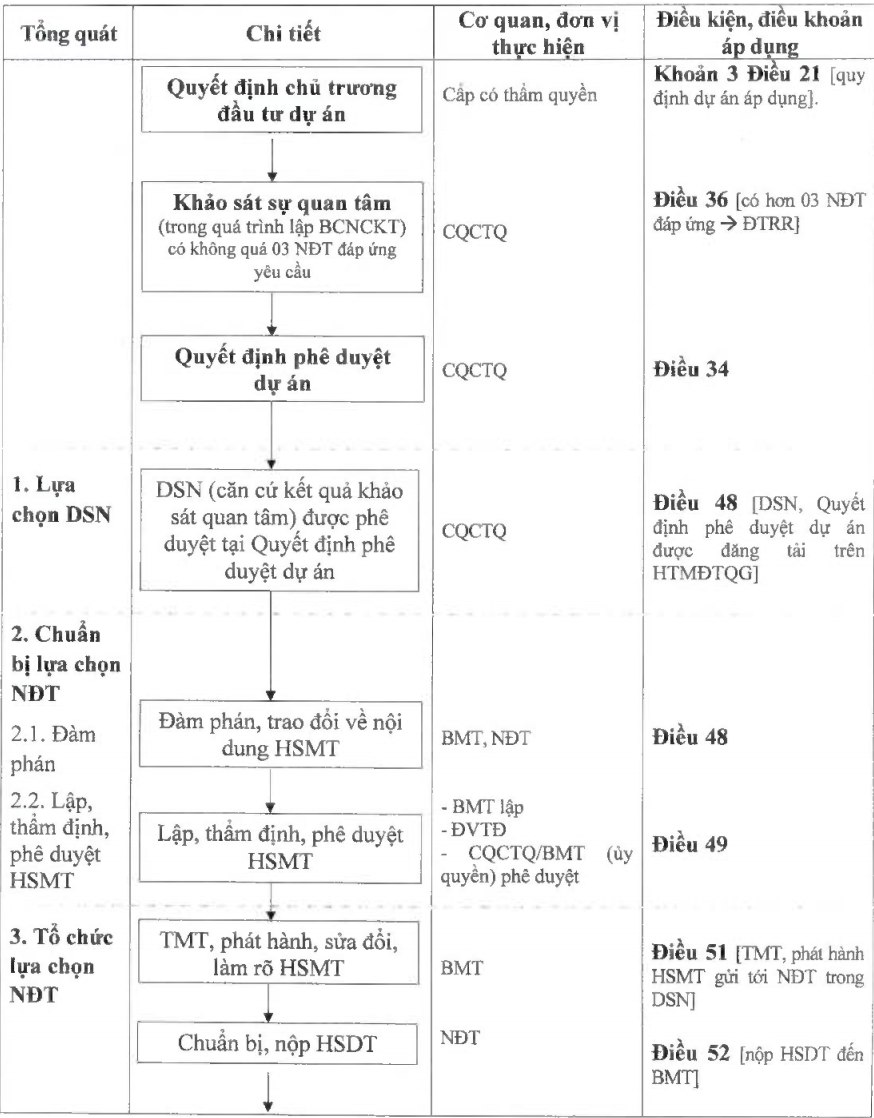 Tổng quát
Chi tiết
Cơ quan, đơn vị
thực hiện
Điều kiện, điều khoản
áp dụng
Quyết định chủ trương
đầu tư dự án
Cấp có thẩm quyền
Khoản 3 Điều 21 [quy
định dự án áp dụng].
Khảo sát sự quan tâm
(trong quá trình lập BCNCKT)
có không quá 03 NĐT đáp ứng
yêu cầu
CQCTQ
Điều 36 [có hơn 03 NĐT
đáp ứng → ĐTRR]
Quyết định phê duyệt
dự án
CQCTQ
Điều 34
1. Lựa
chọn DSN
DSN (căn cứ kết quả khảo
sát quan tâm) được phê
duyệt tại Quyết định phê
duyệt dự án
CQCTQ
Điều 48 [DSN, Quyết
định phê duyệt dự án
được đăng tải trên
HTMĐTQG]
2. Chuẩn
bị lựa chọn
NĐT
2.1. Đàm
phán
Đàm phán, trao đổi về nội
dung HSMT
BMT, NĐT
Điều 48
2.2. Lập,
thẩm định,
phê duyệt
HSMT
Lập, thẩm định, phê duyệt
HSMT
- BMT lập
- ĐVTĐ
- CQCTQ/BMT (ủy
quyền) phê duyệt
Điều 49
3. Tổ chức
lựa chọn
NĐT
TMT, phát hành, sửa đổi,
làm rõ HSMT
BMT
Điều 51 [TMT, phát hành
HSMT gửi tới NĐT trong
DSN]
Chuẩn bị, nộp HSDT
NĐT
Điều 52 [nộp HSDT đến
BMT]